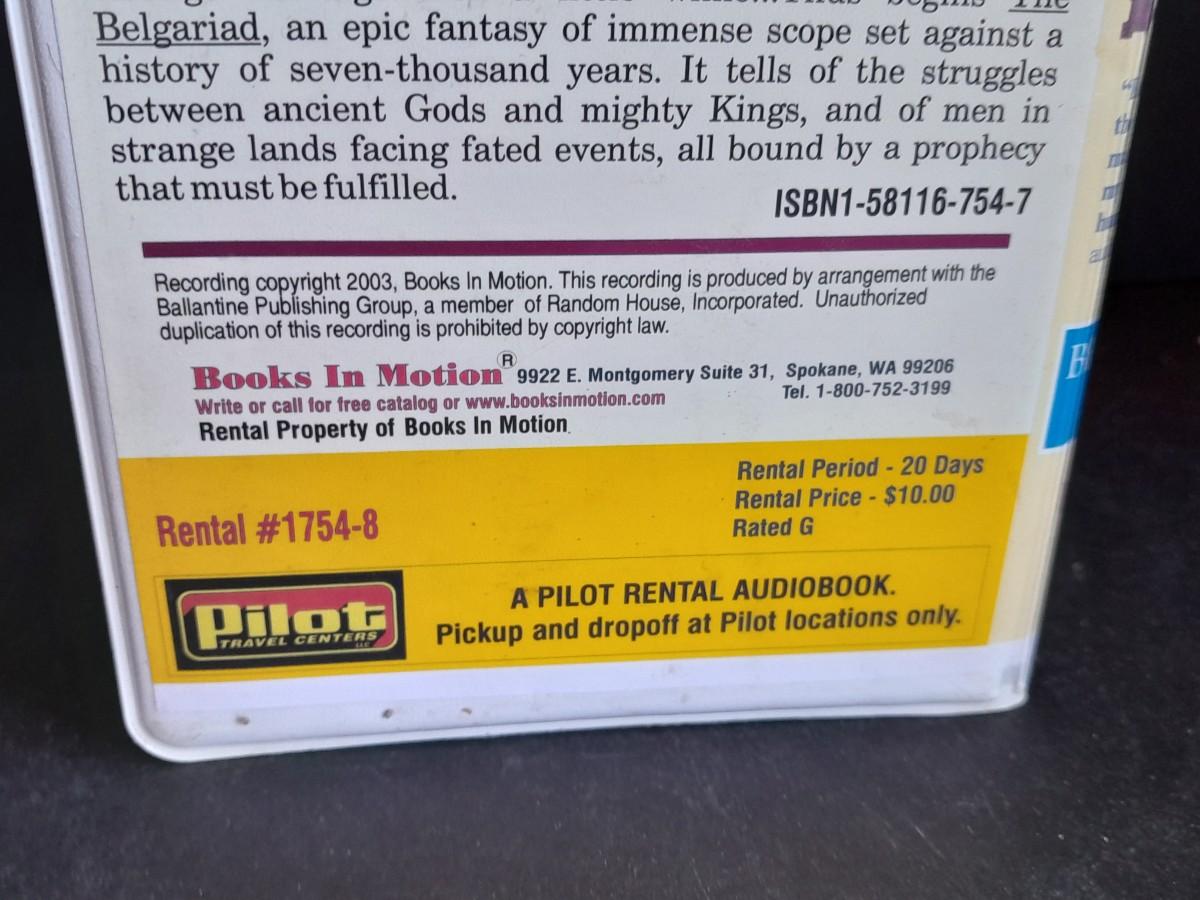 begins The
Belgariad, an epic fantasy of immense scope set against a
history of seven-thousand years. It tells of the struggles
between ancient Gods and mighty Kings, and of men in
strange lands facing fated events, all bound by a prophecy
that must be fulfilled.
ISBN1-58116-754-7
Recording copyright 2003, Books In Motion. This recording is produced by arrangement with the
Ballantine Publishing Group, a member of Random House, Incorporated. Unauthorized
duplication of this recording is prohibited by copyright law.
Books In Motion® 9922 E. Montgomery Suite 31, Spokane, WA 99206
Write or call for free catalog or www.booksinmotion.com Tel. 1-800-752-3199
Rental Property of Books In Motion
Rental Period - 20 Days
Rental Price - $10.00
Rated G
Rental #1754-8
Pilot
TRAVEL CENTERS
LLC
A PILOT RENTAL AUDIOBOOK.
Pickup and dropoff at Pilot locations only.